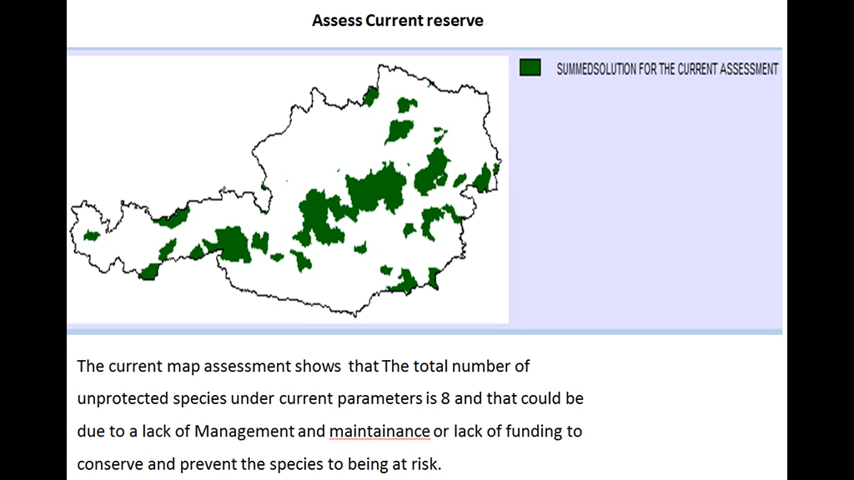 Assess Current reserve
SUMMEDSOLUTION FOR THE CURRENT ASSESSMENT
The current map assessment shows that The total number of
unprotected species under current parameters is 8 and that could be
due to a lack of Management and maintainance or lack of funding to
conserve and prevent the species to being at risk.